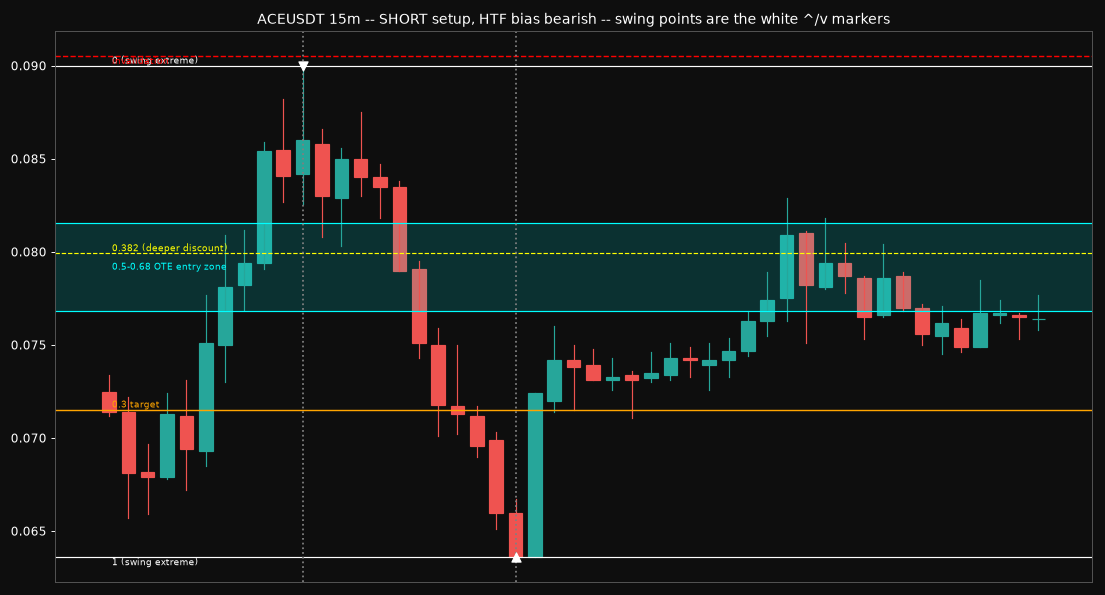 ACEUSDT 15m -- SHORT setup, HTF bias bearish -- swing points are the white ^/v markers
0.090
0 (swing extreme)
0.085
0.080
0.382 (deeper discount)
0.5-0.68 OTE entry zone
0.075
0.3 target
0.070
0.065
1 (swing extreme)